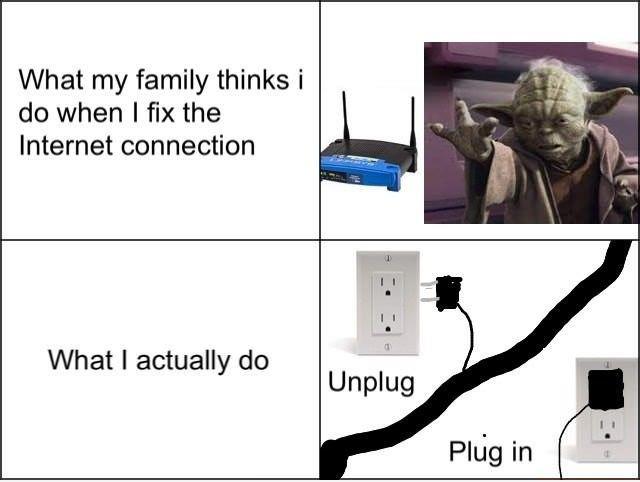 What my family thinks i
do when I fix the
Internet connection
What I actually do
Unplug
Plug in